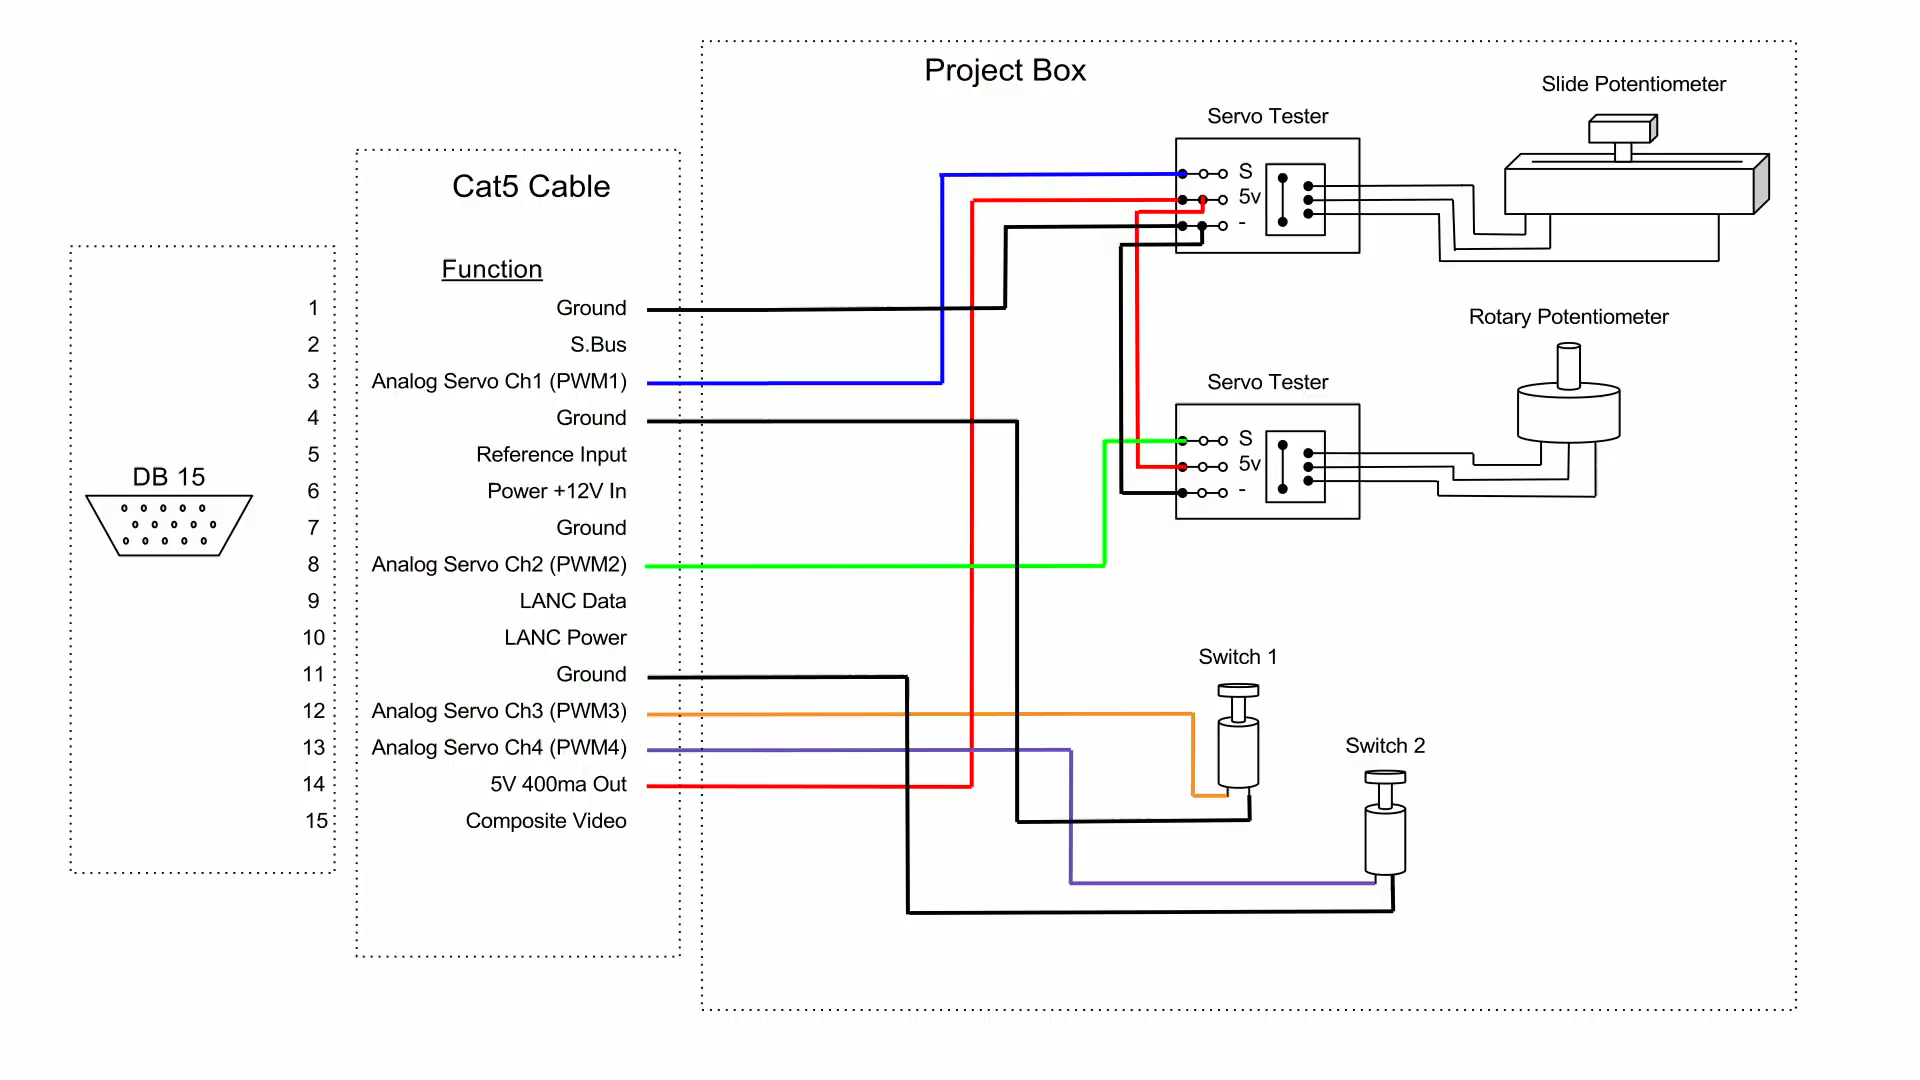 Project Box
Slide Potentiometer
Servo Tester
S
5v
-
Cat5 Cable
Function
1 Ground
2 S.Bus
3 Analog Servo Ch1 (PWM1)
4 Ground
5 Reference Input
6 Power +12V In
7 Ground
8 Analog Servo Ch2 (PWM2)
9 LANC Data
10 LANC Power
11 Ground
12 Analog Servo Ch3 (PWM3)
13 Analog Servo Ch4 (PWM4)
14 5V 400ma Out
15 Composite Video
DB 15
Rotary Potentiometer
Servo Tester
S
5v
-
Switch 1
Switch 2